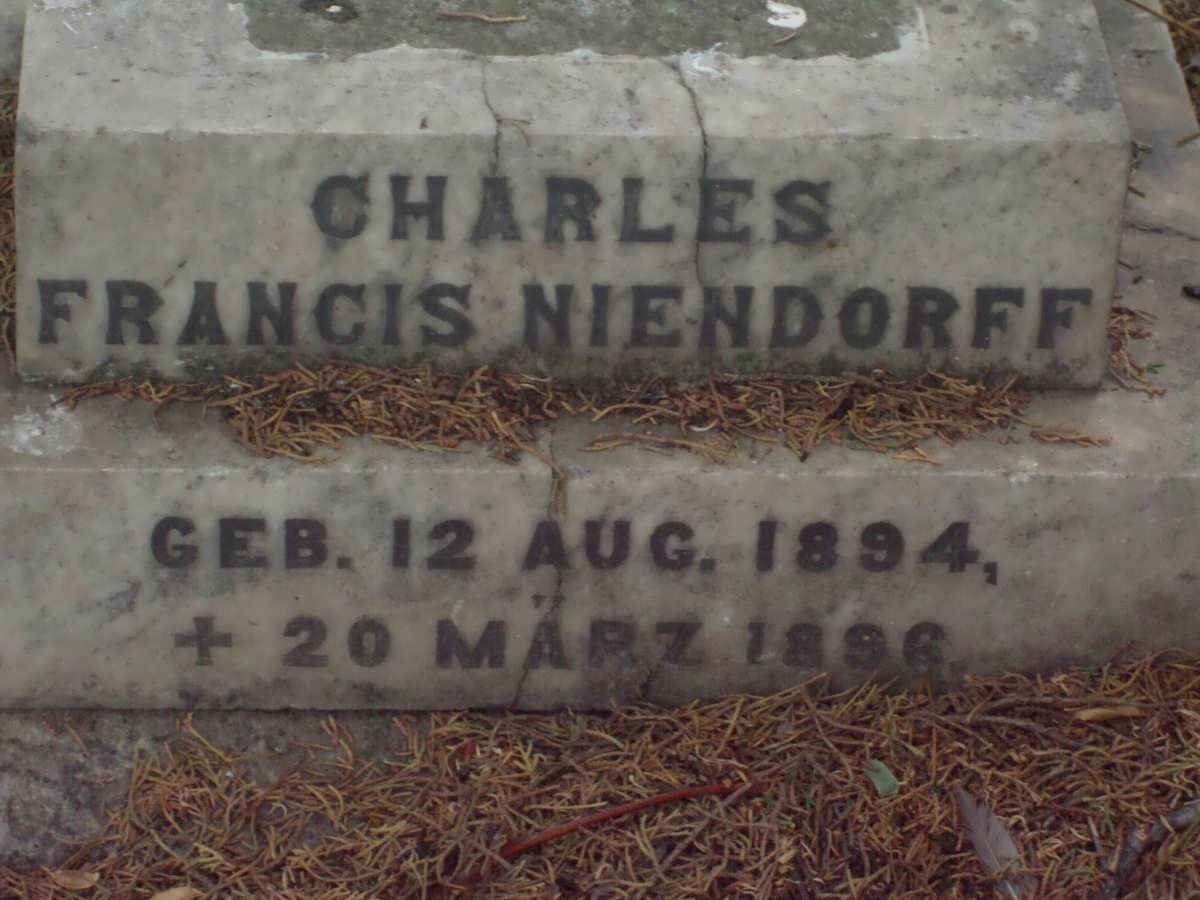 CHARLES
FRANCIS NIENDORFF
GEB. 12 AUG. 1894,
+ 20 MÄRZ 1896.